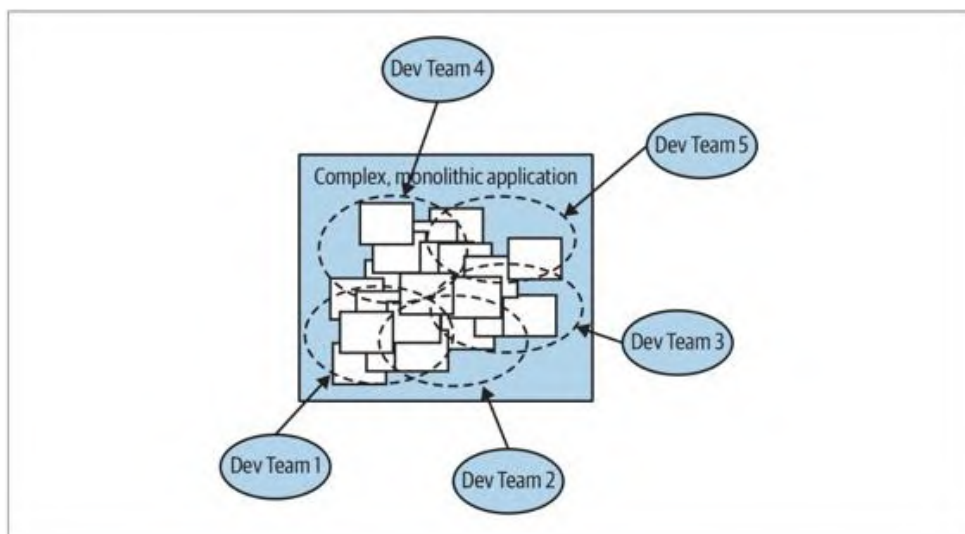 Dev Team 4
Dev Team 5
Complex, monolithic application
Dev Team 3
Dev Team 1
Dev Team 2